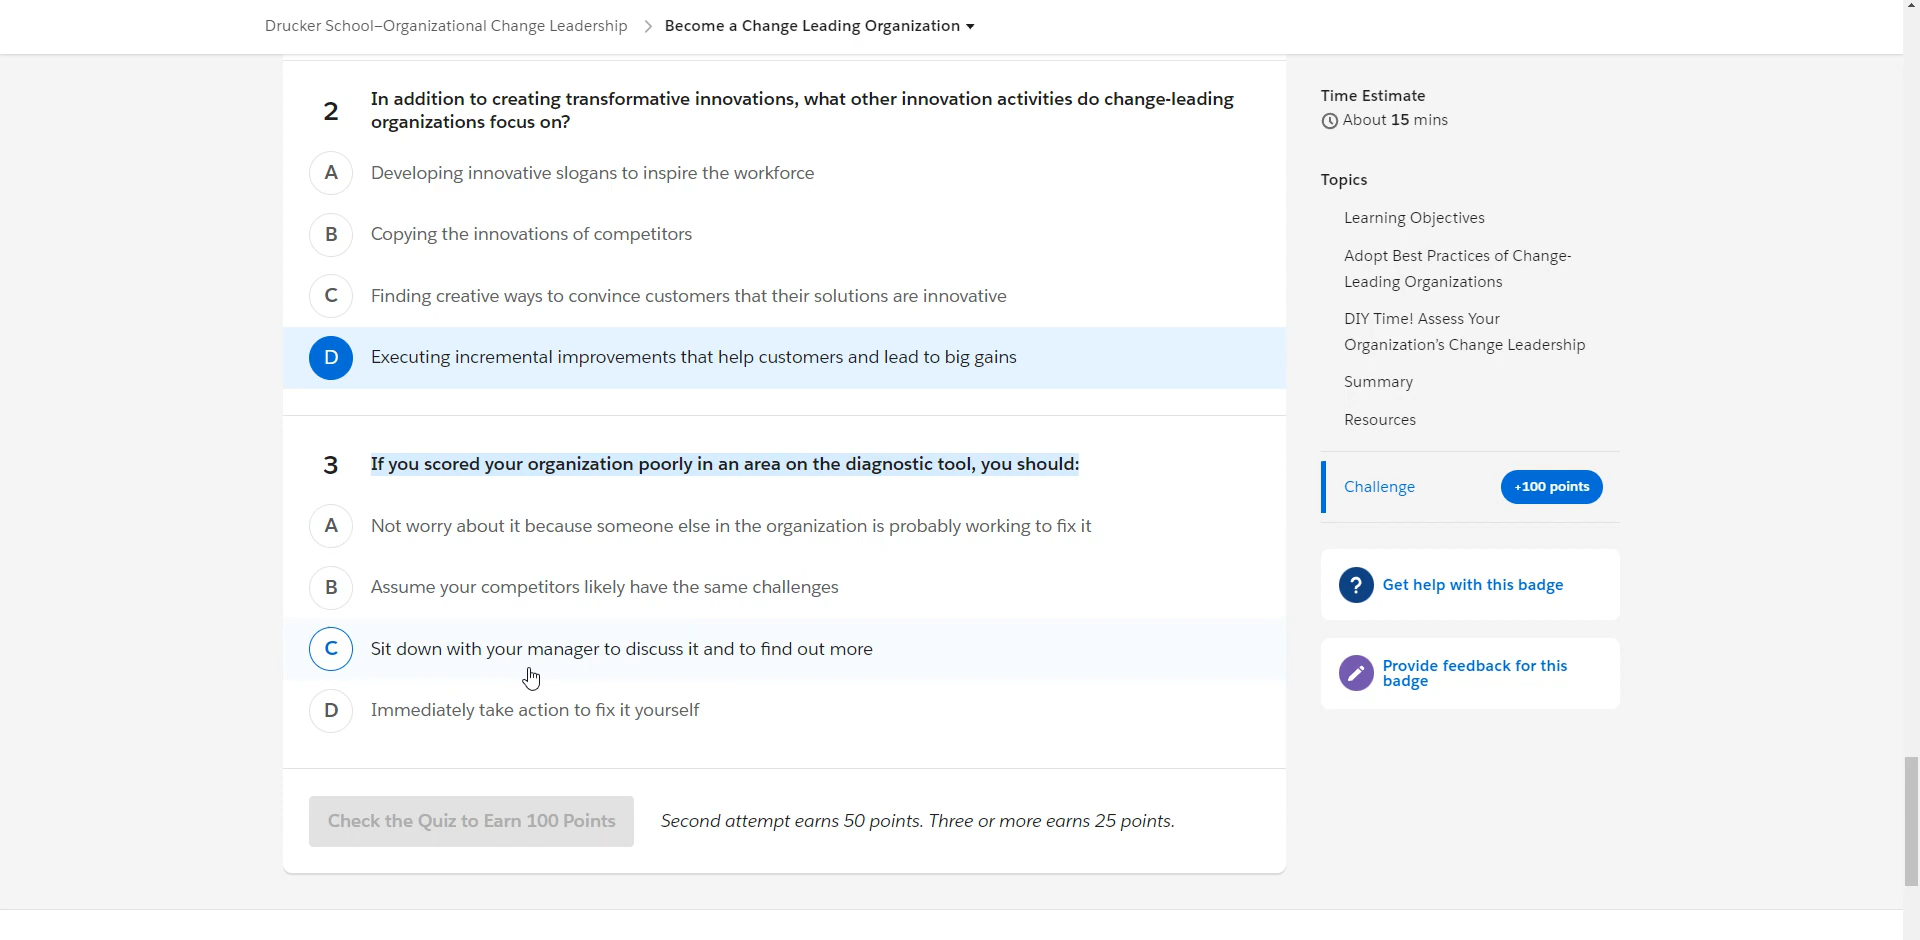 Drucker School–Organizational Change Leadership > Become a Change Leading Organization
2 In addition to creating transformative innovations, what other innovation activities do change-leading
organizations focus on?
A Developing innovative slogans to inspire the workforce
B Copying the innovations of competitors
C Finding creative ways to convince customers that their solutions are innovative
D Executing incremental improvements that help customers and lead to big gains
3 If you scored your organization poorly in an area on the diagnostic tool, you should:
A Not worry about it because someone else in the organization is probably working to fix it
B Assume your competitors likely have the same challenges
C Sit down with your manager to discuss it and to find out more
D Immediately take action to fix it yourself
Check the Quiz to Earn 100 Points
Second attempt earns 50 points. Three or more earns 25 points.
Time Estimate
About 15 mins
Topics
Learning Objectives
Adopt Best Practices of Change-
Leading Organizations
DIY Time! Assess Your
Organization's Change Leadership
Summary
Resources
Challenge +100 points
? Get help with this badge
Provide feedback for this
badge